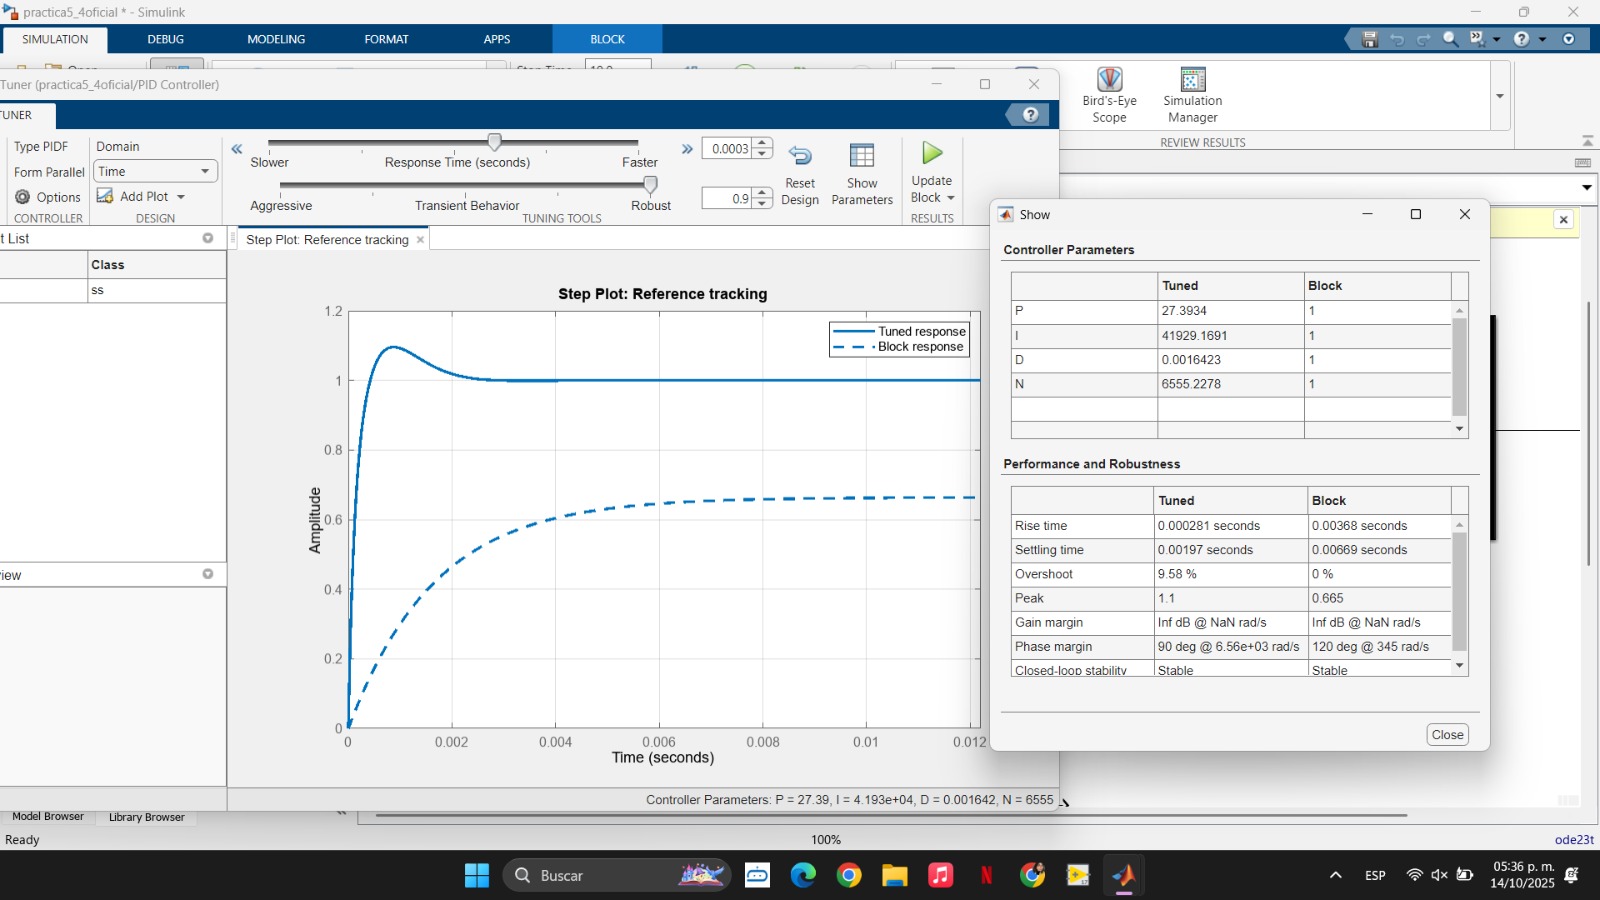 practica5_4oficial * - Simulink
SIMULATION DEBUG MODELING FORMAT APPS BLOCK
Tuner (practica5_4oficial/PID Controller)
TUNER
Bird's-Eye Scope
Simulation Manager
REVIEW RESULTS
Type PIDF
Form Parallel
Options
CONTROLLER
Domain
Time
Add Plot
DESIGN
Slower Response Time (seconds) Faster
0.0003
Aggressive Transient Behavior Robust
0.9
TUNING TOOLS
Reset Design
Show Parameters
Update Block
RESULTS
t List
Class
ss
iew
Step Plot: Reference tracking
Step Plot: Reference tracking
Tuned response
Block response
1.2
1
0.8
0.6
0.4
0.2
0
Amplitude
0 0.002 0.004 0.006 0.008 0.01 0.012
Time (seconds)
Controller Parameters: P = 27.39, I = 4.193e+04, D = 0.001642, N = 6555
Show
Controller Parameters
Tuned Block
P 27.3934 1
I 41929.1691 1
D 0.0016423 1
N 6555.2278 1
Performance and Robustness
Tuned Block
Rise time 0.000281 seconds 0.00368 seconds
Settling time 0.00197 seconds 0.00669 seconds
Overshoot 9.58 % 0 %
Peak 1.1 0.665
Gain margin Inf dB @ NaN rad/s Inf dB @ NaN rad/s
Phase margin 90 deg @ 6.56e+03 rad/s 120 deg @ 345 rad/s
Closed-loop stability Stable Stable
Close
Model Browser Library Browser
Ready 100% ode23t
Buscar
ESP
05:36 p. m.
14/10/2025